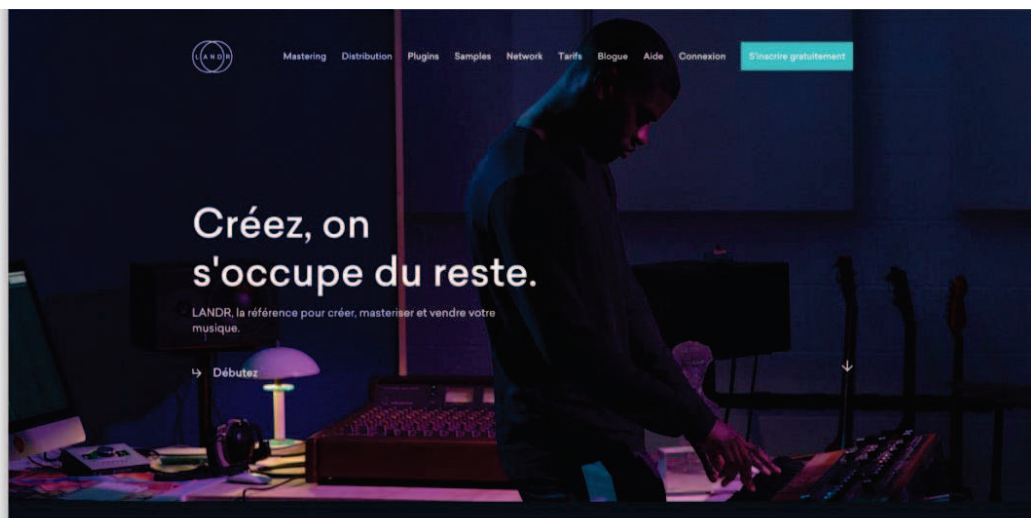 LANDR
Mastering Distribution Plugins Samples Network Tarifs Blogue Aide Connexion S'inscrire gratuitement
Créez, on
s'occupe du reste.
LANDR, la référence pour créer, masteriser et vendre votre
musique.
Débutez